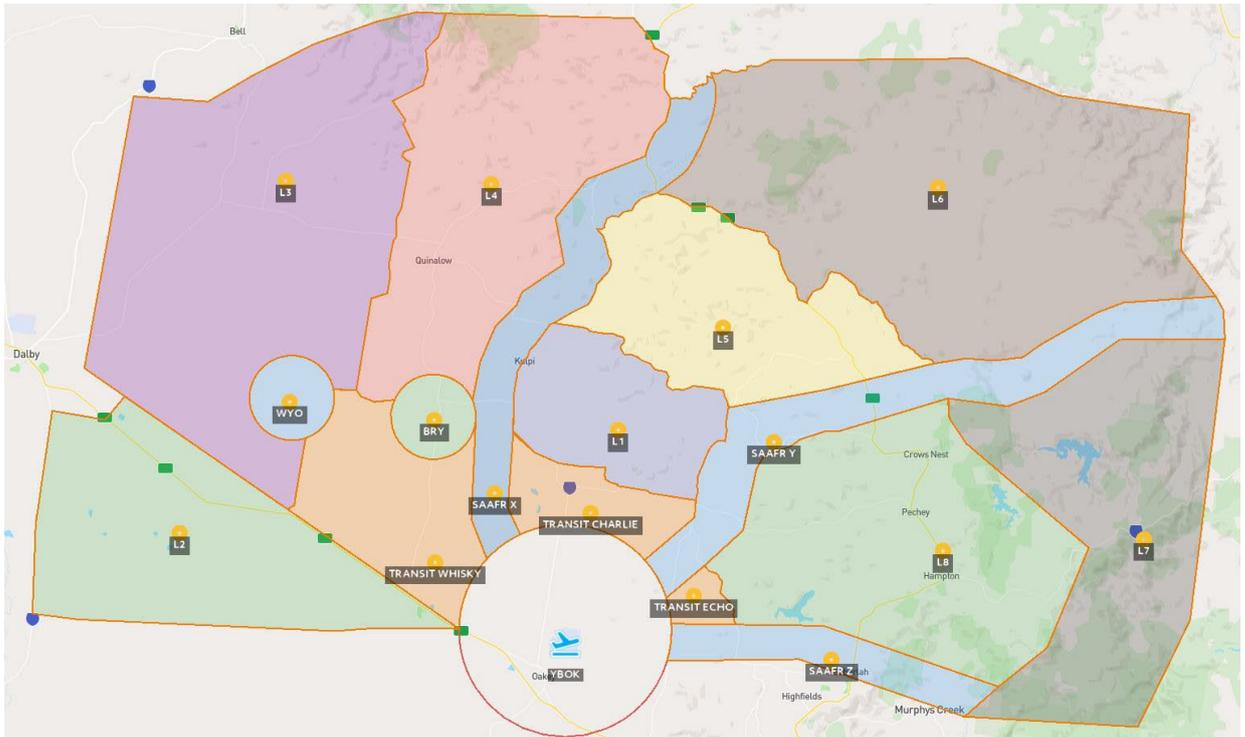 Bell
L3
L4
L6
Quinalow
L5
Dalby
Kulpi
WYO
BRY
L1
SAAFR Y
Crows Nest
SAAFR X
TRANSIT CHARLIE
Pechey
L2
L8
L7
TRANSIT WHISKY
Hampton
TRANSIT ECHO
YBOK
SAAFR Z
Highfields
Murphys Creek